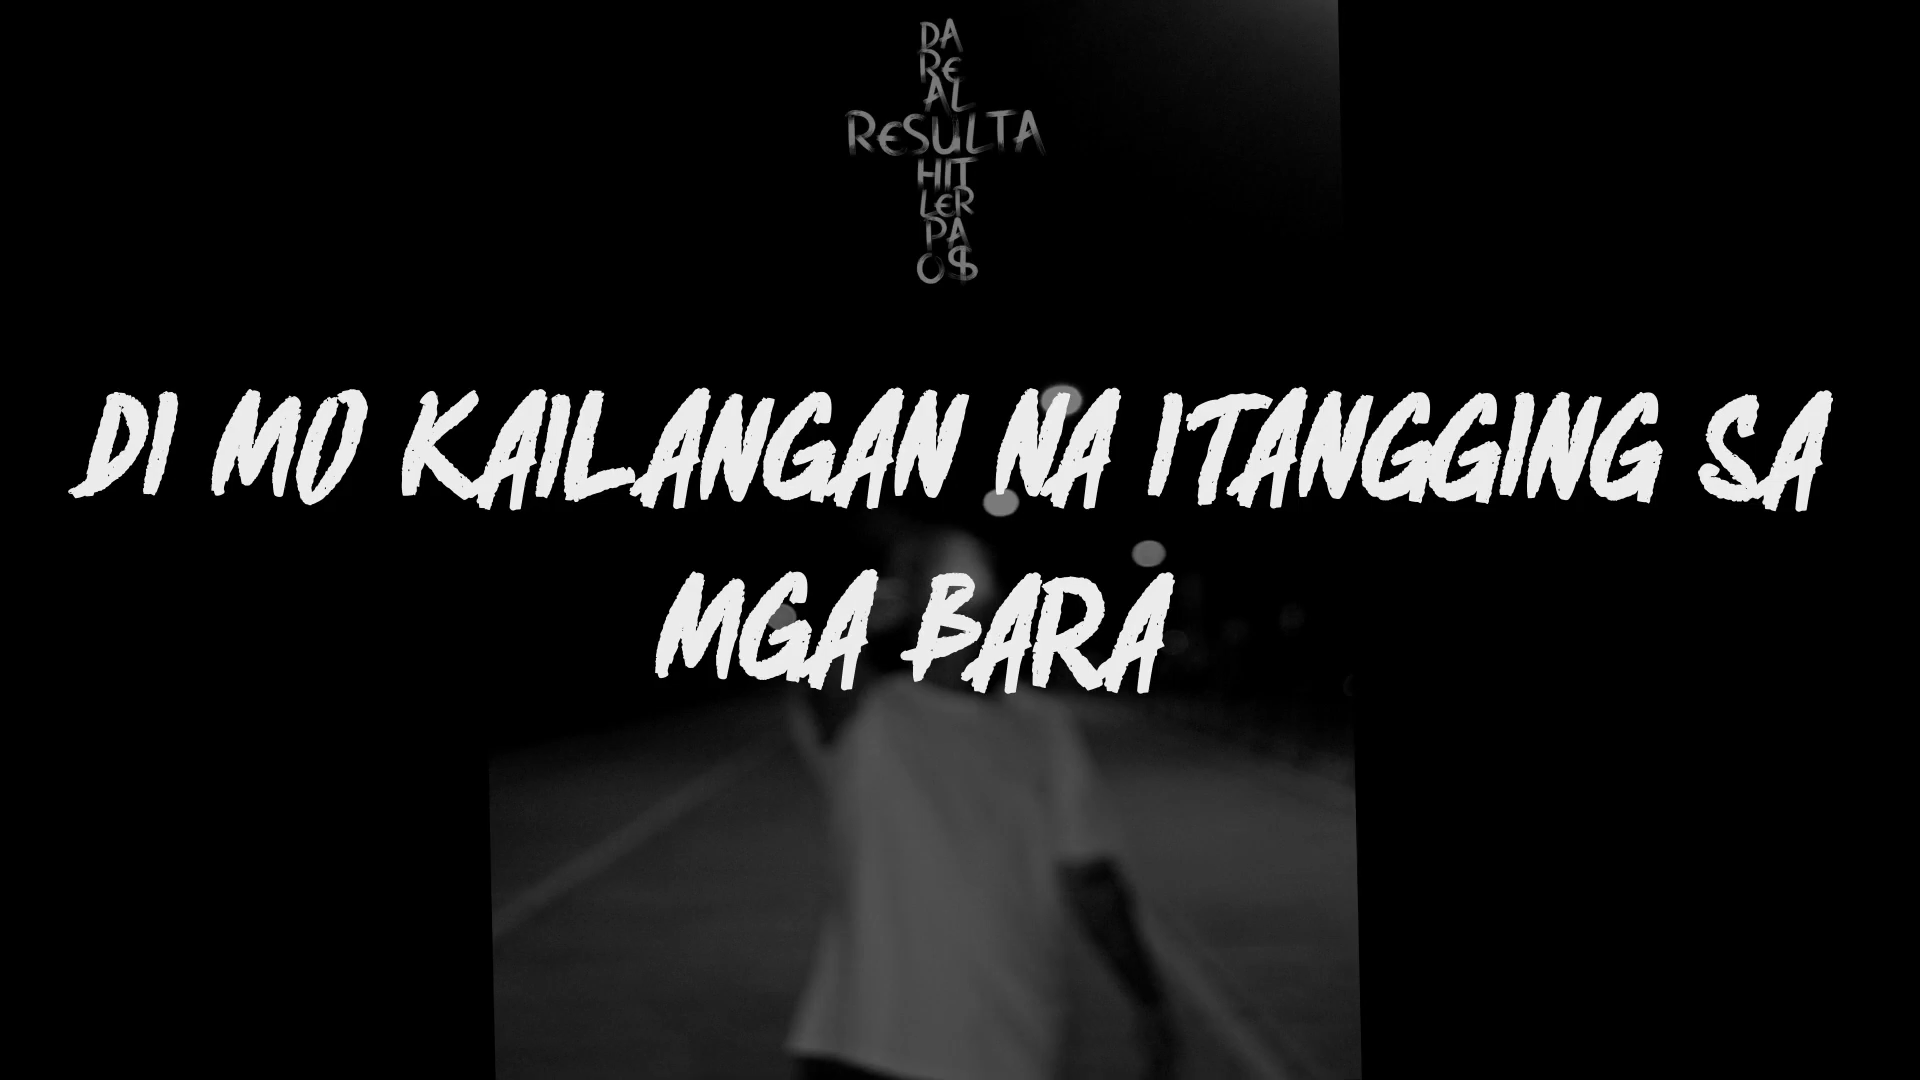 DA
RE
AL
RESULTA
HIT
LER
PA
O$
DI MO KAILANGAN NA ITANGGING SA
MGA BARA